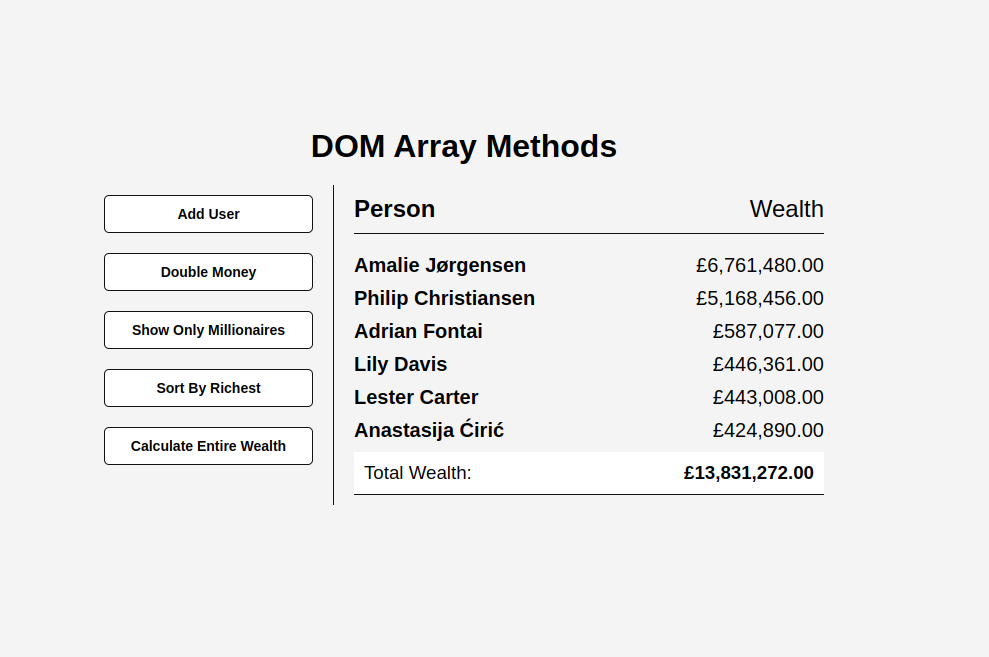 DOM Array Methods
Add User
Double Money
Show Only Millionaires
Sort By Richest
Calculate Entire Wealth
Person Wealth
Amalie Jørgensen £6,761,480.00
Philip Christiansen £5,168,456.00
Adrian Fontai £587,077.00
Lily Davis £446,361.00
Lester Carter £443,008.00
Anastasija Ćirić £424,890.00
Total Wealth: £13,831,272.00